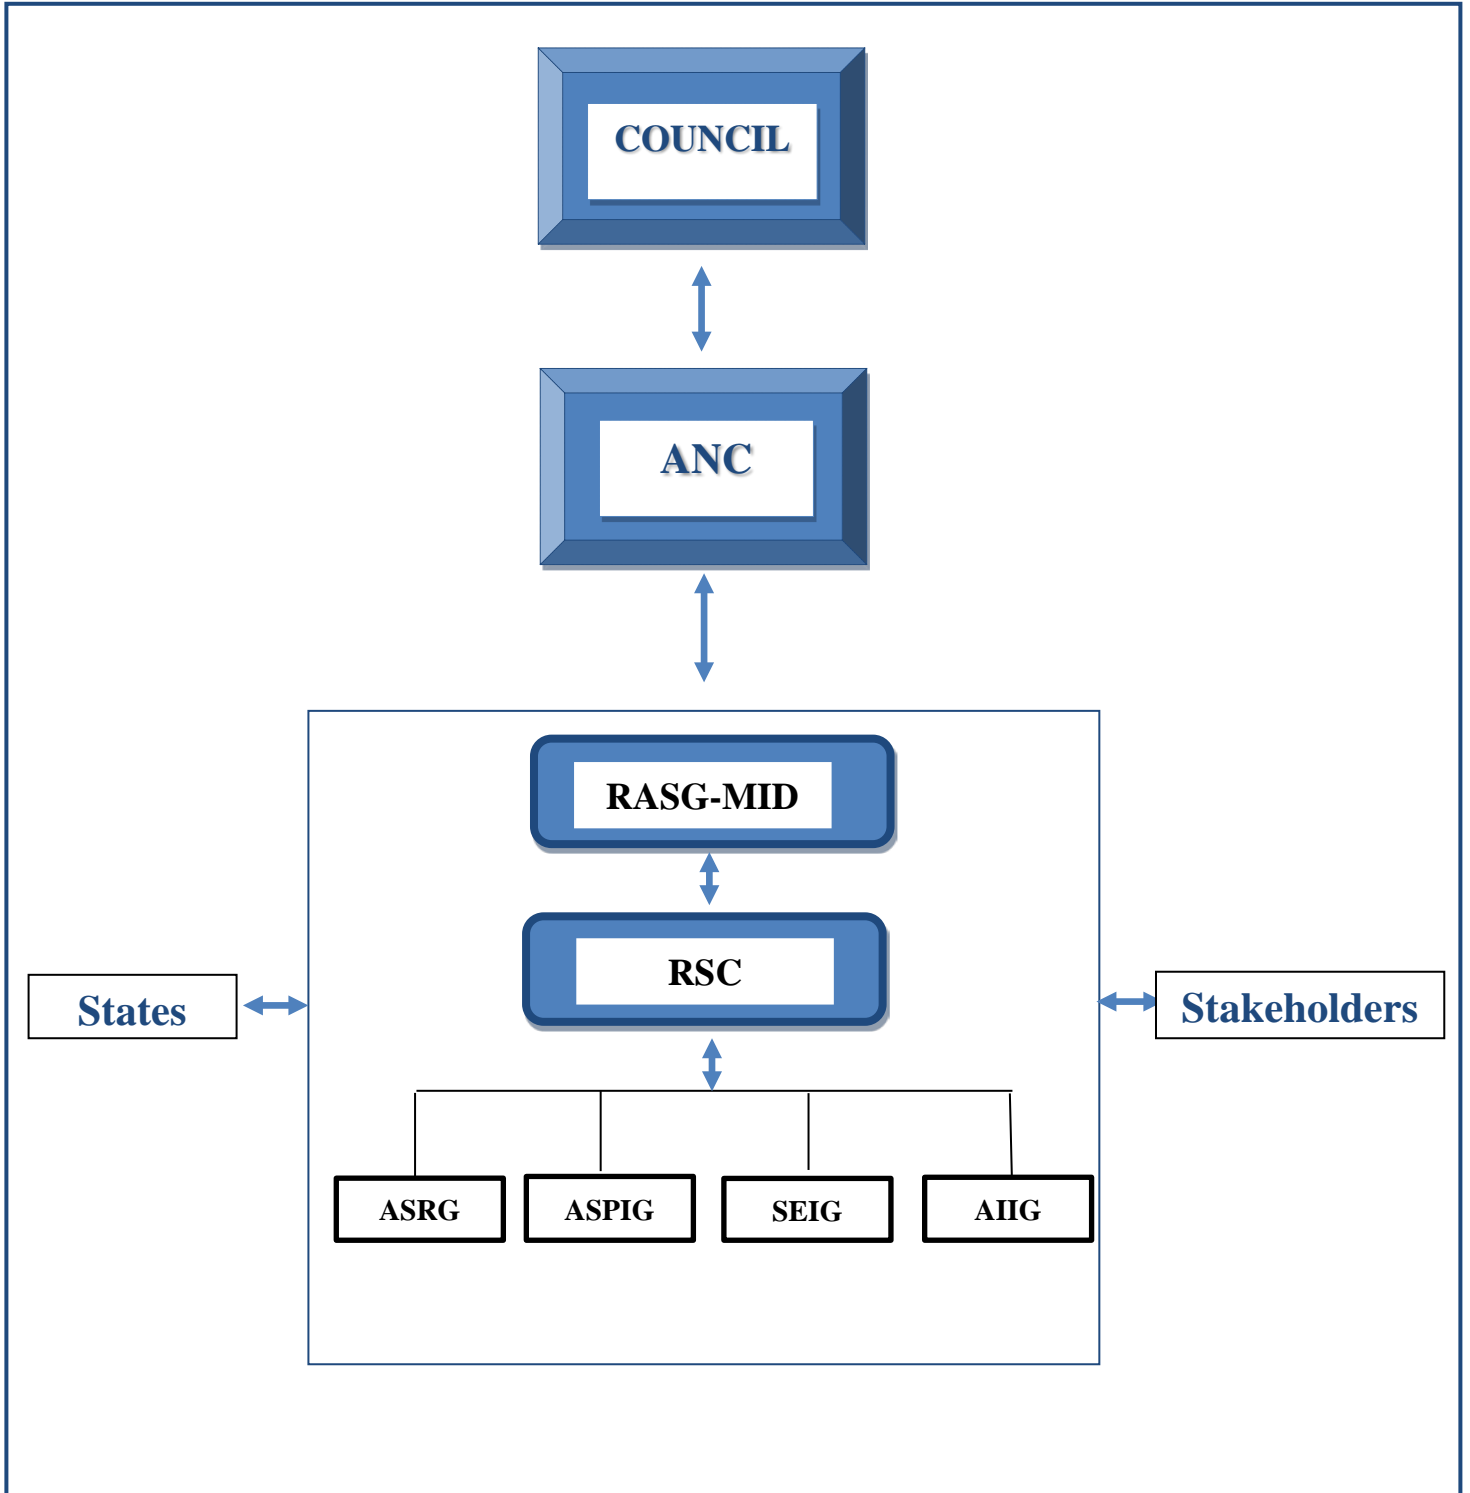 COUNCIL
ANC
RASG-MID
RSC
States
Stakeholders
ASRG
ASPIG
SEIG
AIIG